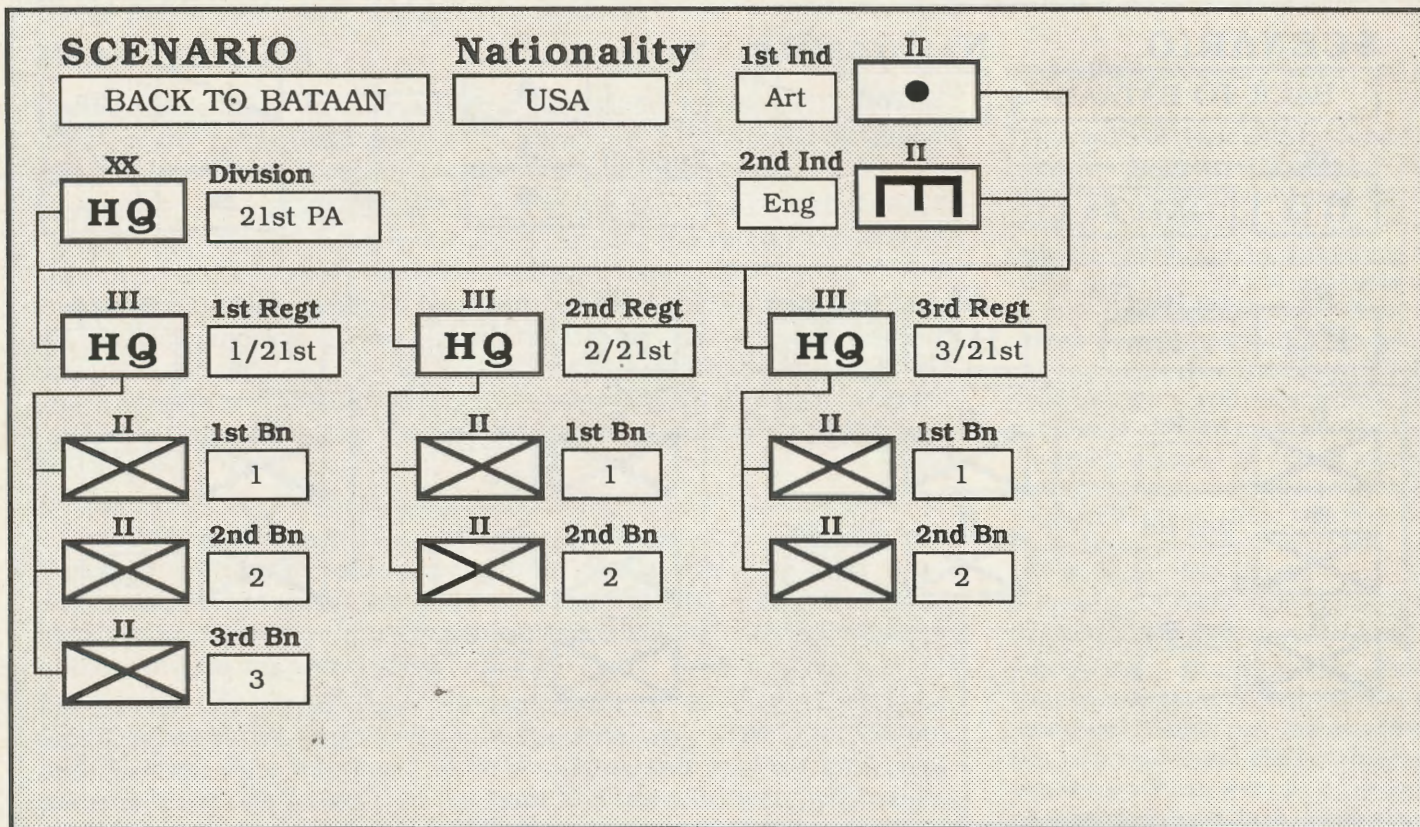 SCENARIO
BACK TO BATAAN
Nationality
USA
1st Ind
Art
II
2nd Ind
Eng
II
XX
HQ
Division
21st PA
III
HQ
1st Regt
1/21st
III
HQ
2nd Regt
2/21st
III
HQ
3rd Regt
3/21st
II
1st Bn
1
II
1st Bn
1
II
1st Bn
1
II
2nd Bn
2
II
2nd Bn
2
II
2nd Bn
2
II
3rd Bn
3